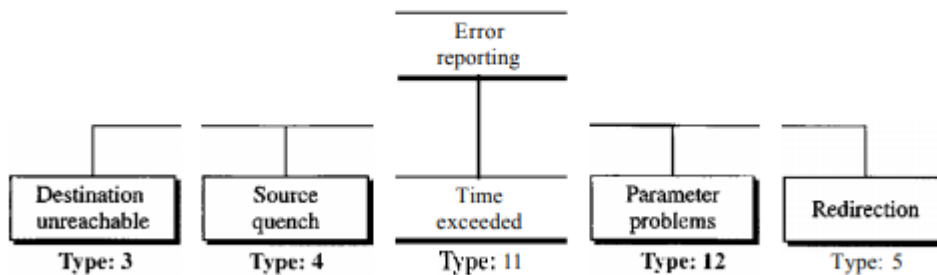 Error
reporting
Destination
unreachable
Source
quench
Time
exceeded
Parameter
problems
Redirection
Type: 3
Type: 4
Type: 11
Type: 12
Type: 5